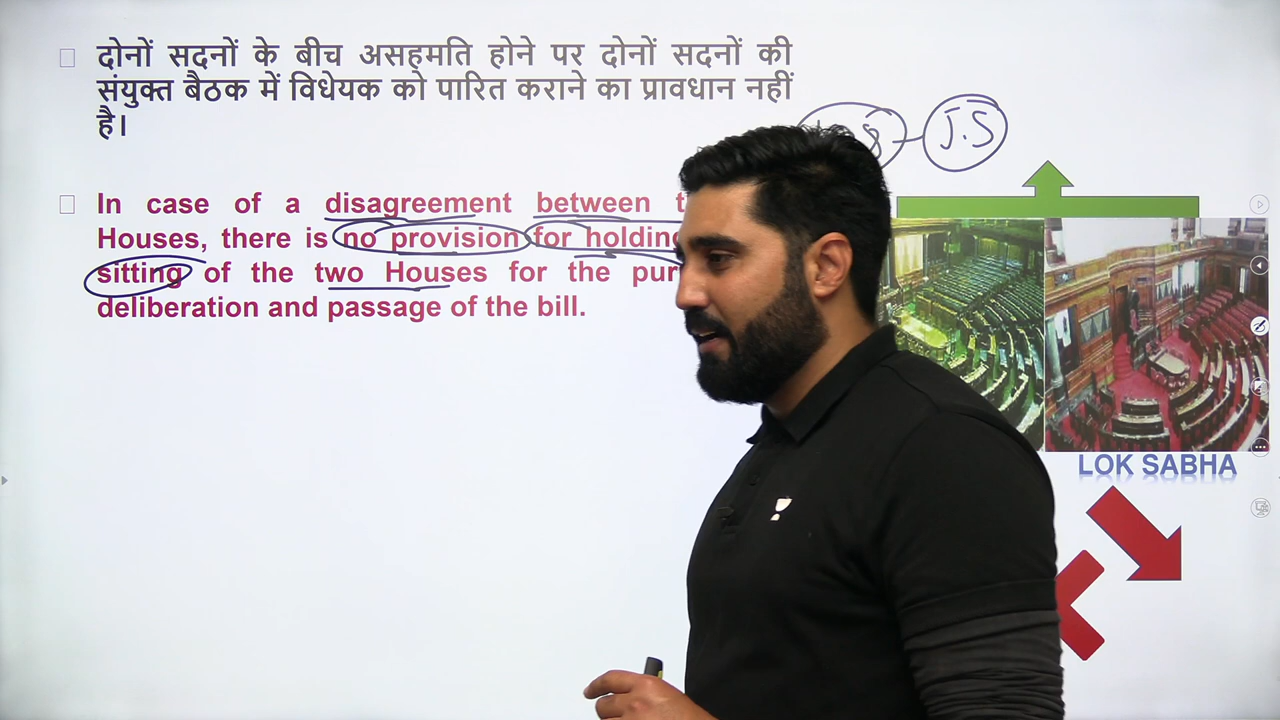 दोनों सदनों के बीच असहमति होने पर दोनों सदनों की
संयुक्त बैठक में विधेयक को पारित कराने का प्रावधान नहीं
है।
J.S
In case of a disagreement between
Houses, there is no provision for holding
sitting of the two Houses for the
deliberation and passage of the bill.
LOK SABHA